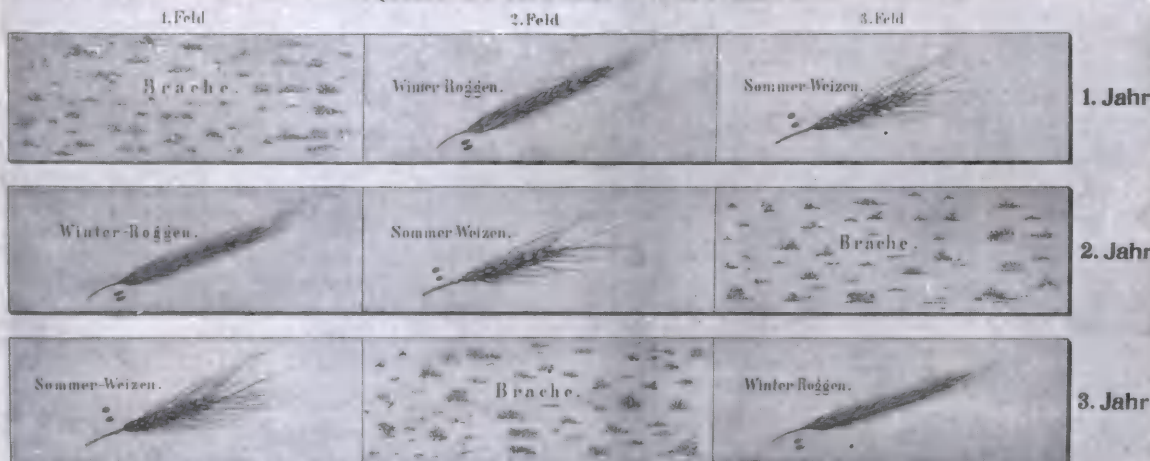 1. Feld 2. Feld 3. Feld
Brache. Winter-Roggen. Sommer-Weizen. 1. Jahr
Winter-Roggen. Sommer-Weizen. Brache. 2. Jahr
Sommer-Weizen. Brache. Winter-Roggen. 3. Jahr